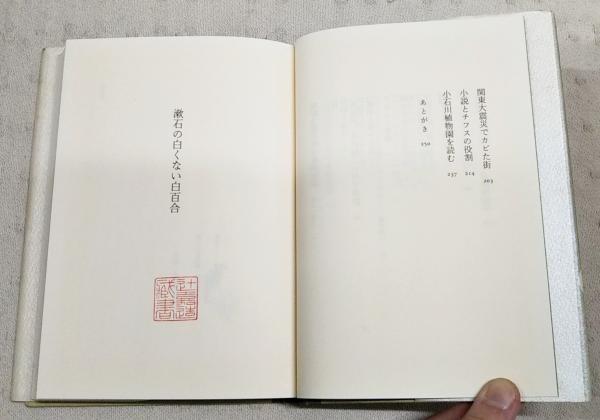 関東大震災でカビた街 203
小説とチフスの役割 214
小石川植物園を読む 237
あとがき 250
漱石の白くない白百合
蔵書